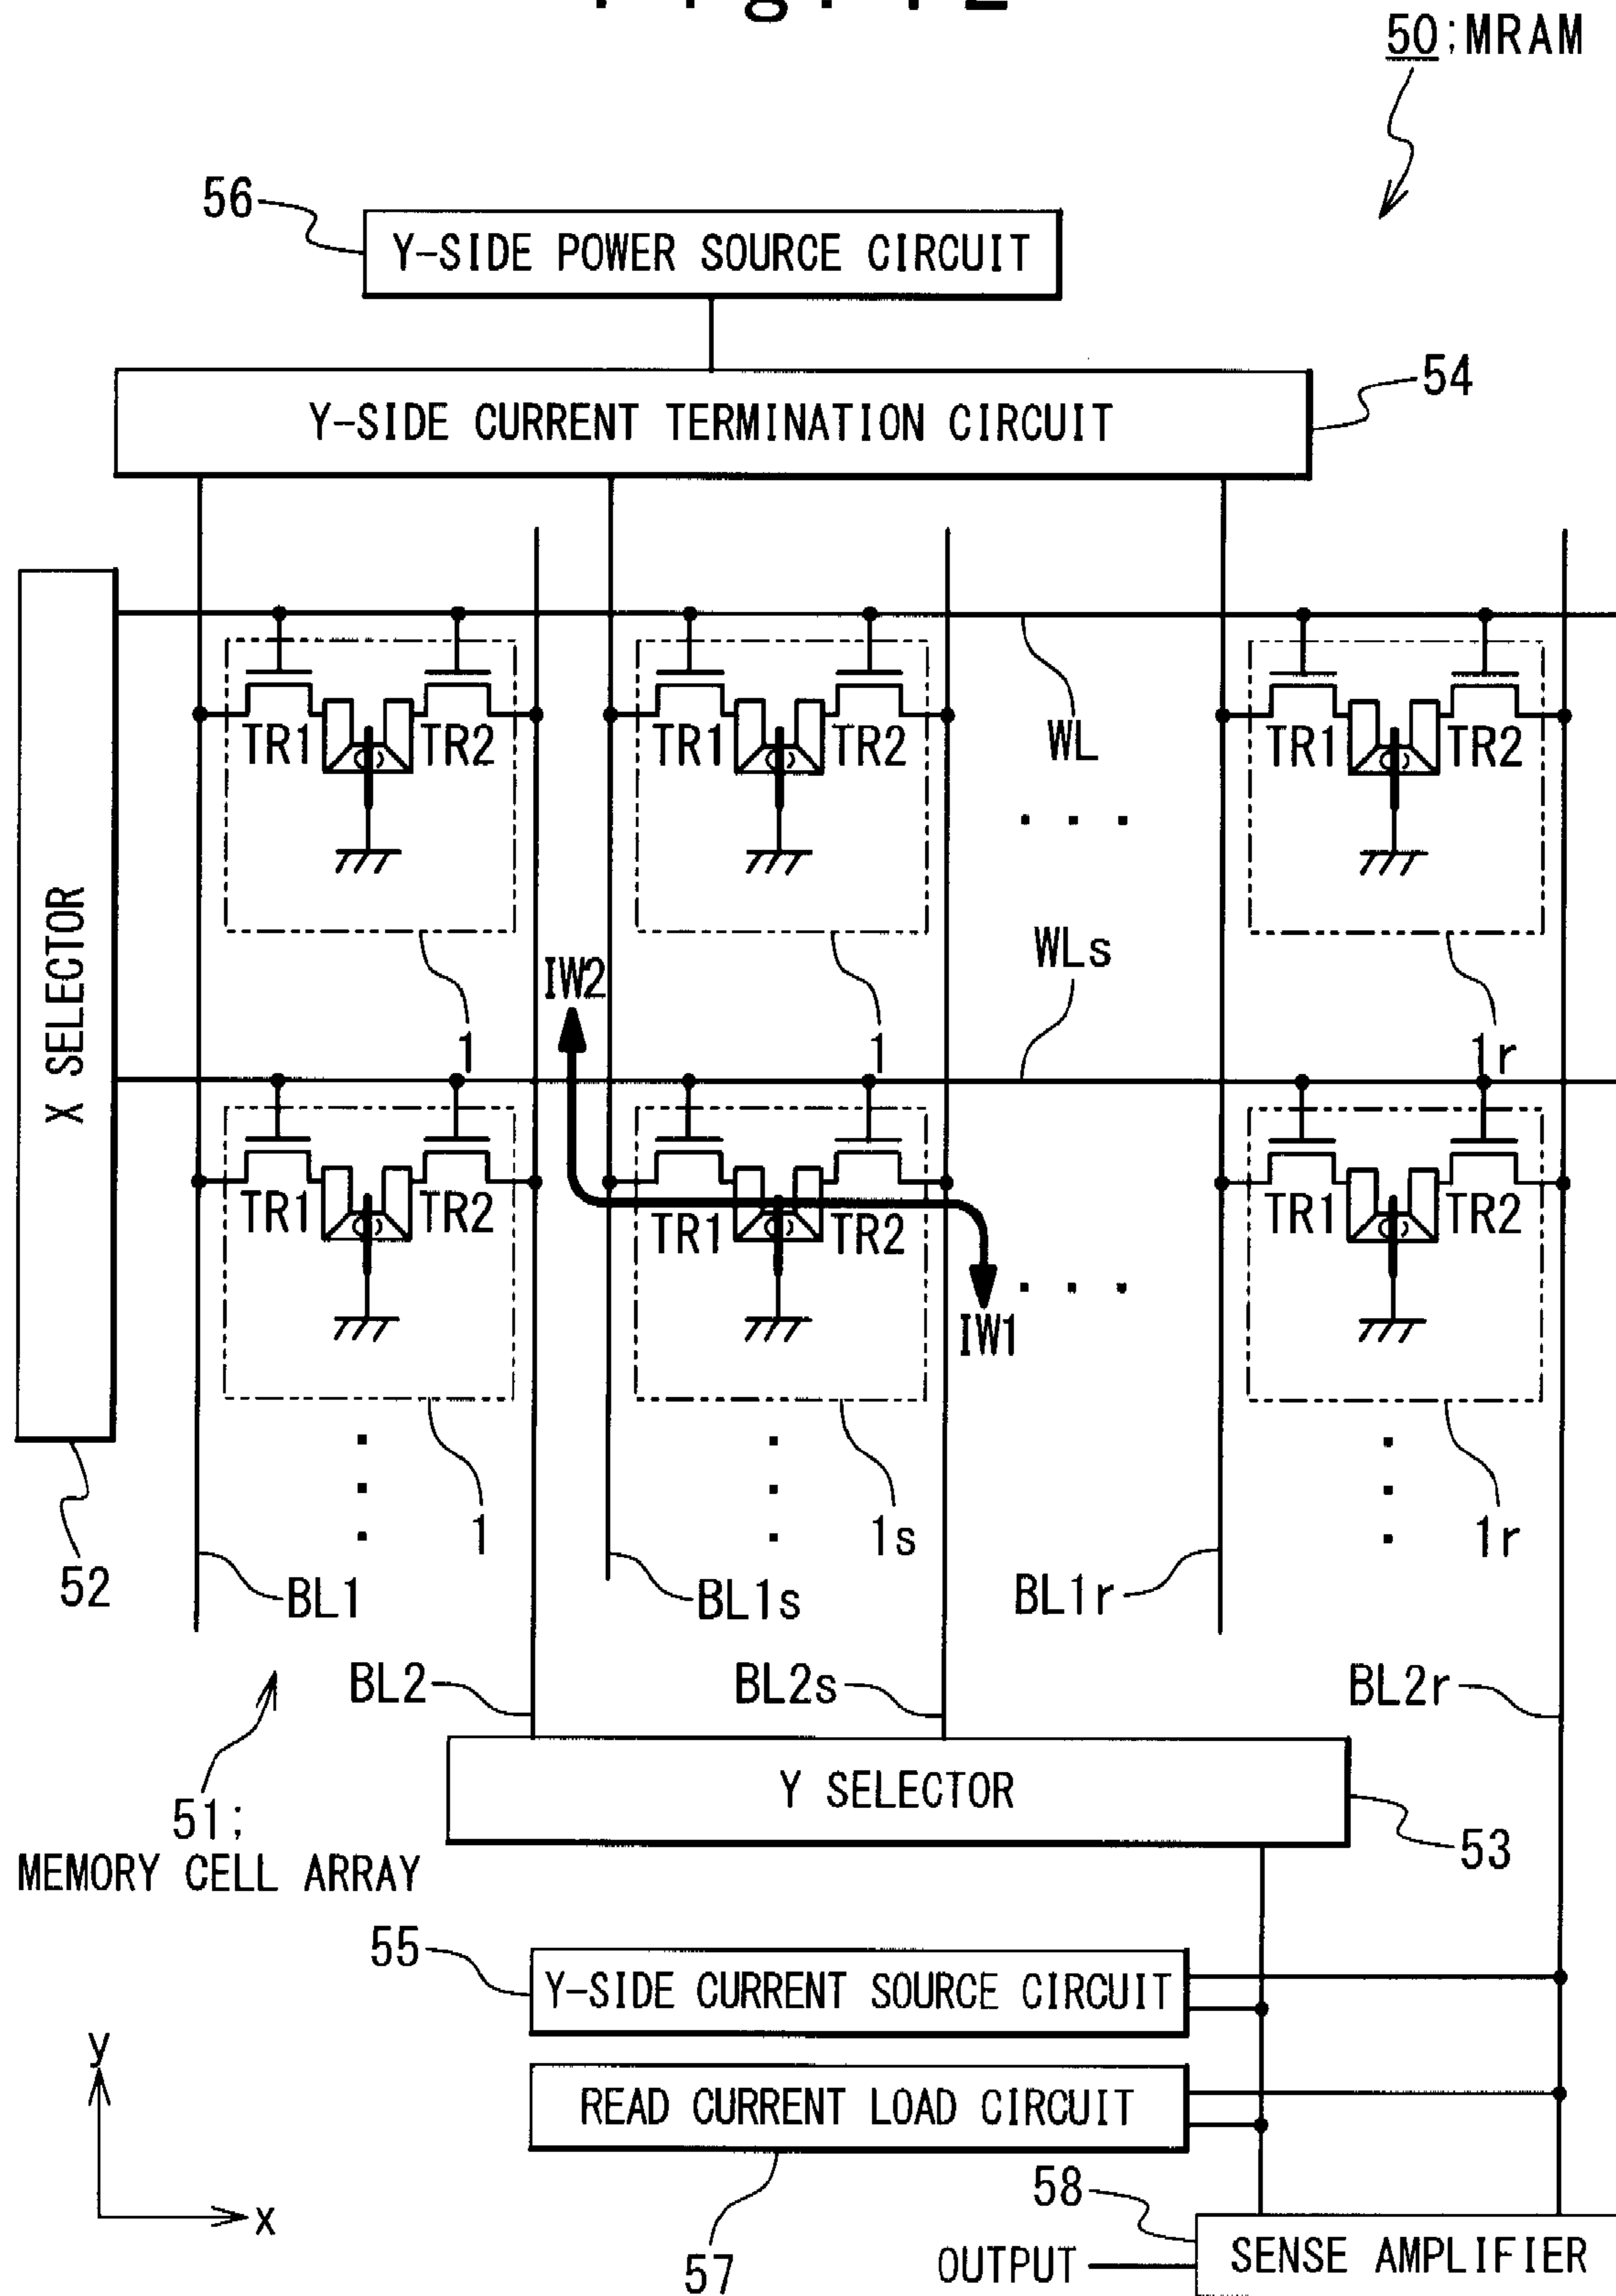 50;MRAM
56
Y-SIDE POWER SOURCE CIRCUIT
54
Y-SIDE CURRENT TERMINATION CIRCUIT
TR1 TR2 TR1 TR2 WL TR1 TR2
. . .
X SELECTOR
WLs
IW2
1 1 1r
TR1 TR2 TR1 TR2 TR1 TR2
. . .
IW1
1 1s 1r
52
BL1 BL1s BL1r
BL2 BL2s BL2r
Y SELECTOR
51;
MEMORY CELL ARRAY
53
55
Y-SIDE CURRENT SOURCE CIRCUIT
y
READ CURRENT LOAD CIRCUIT
x
58
57
OUTPUT
SENSE AMPLIFIER